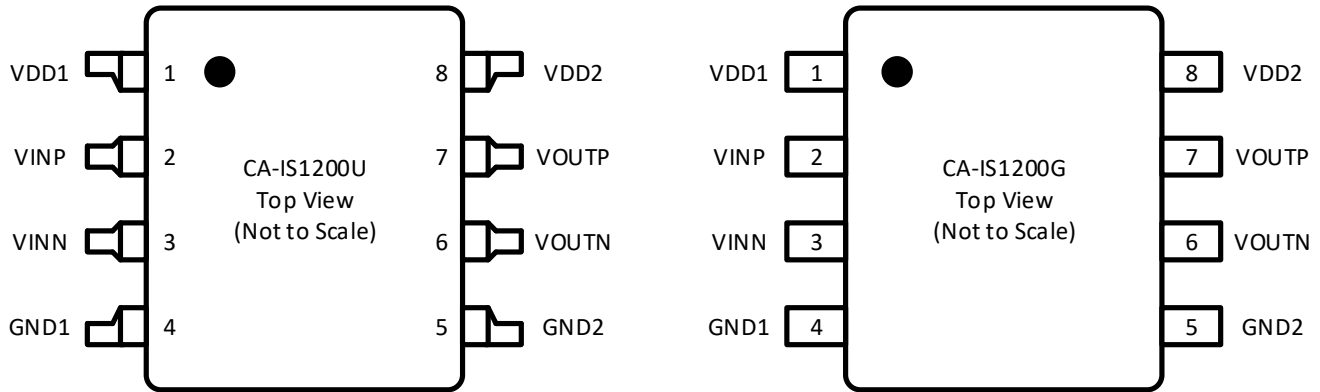 VDD1 1 8 VDD2
VINP 2 7 VOUTP
VINN 3 6 VOUTN
GND1 4 5 GND2
CA-IS1200U
Top View
(Not to Scale)
VDD1 1 8 VDD2
VINP 2 7 VOUTP
VINN 3 6 VOUTN
GND1 4 5 GND2
CA-IS1200G
Top View
(Not to Scale)